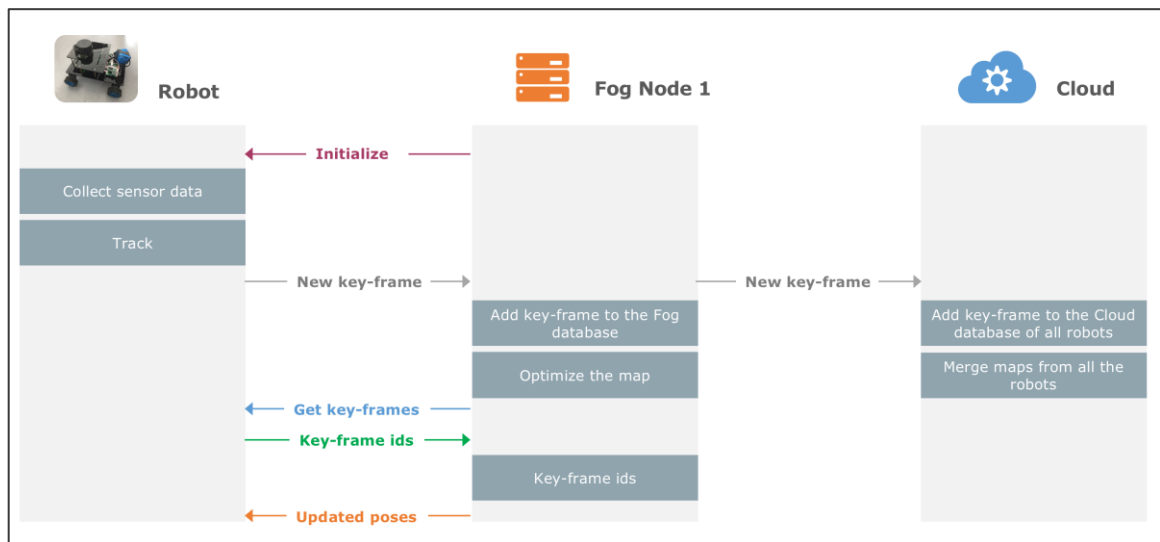 Robot
Fog Node 1
Cloud
Initialize
Collect sensor data
Track
New key-frame
New key-frame
Add key-frame to the Fog
database
Add key-frame to the Cloud
database of all robots
Optimize the map
Merge maps from all the
robots
Get key-frames
Key-frame ids
Key-frame ids
Updated poses